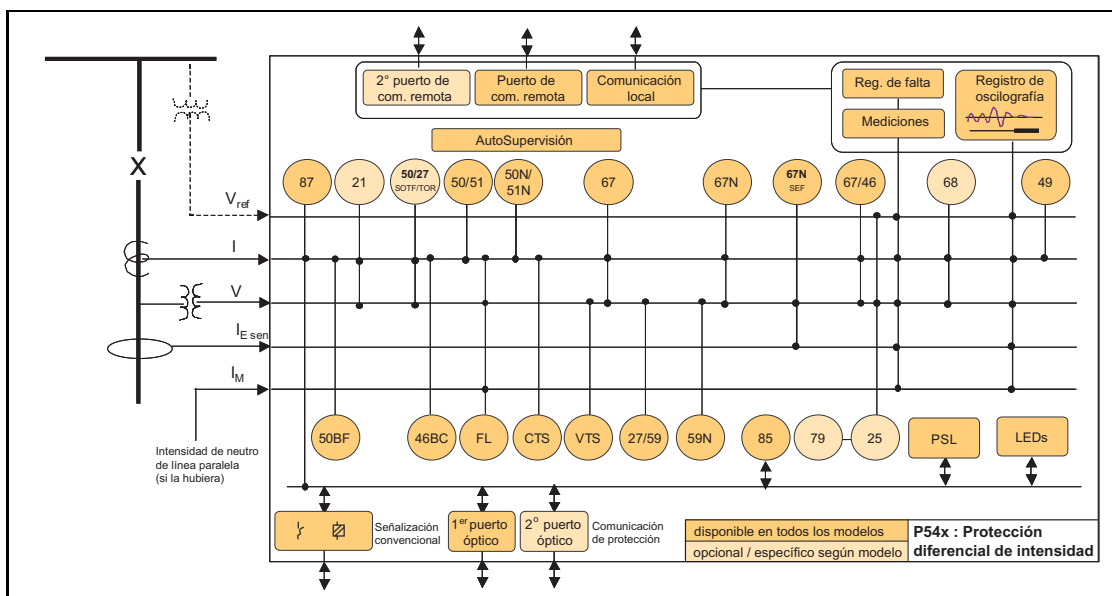 2° puerto de
com. remota
Puerto de
com. remota
Comunicación
local
Reg. de falta
Mediciones
Registro de
oscilografía
AutoSupervisión
X
87
21
50/27
SOTF/TOR
50/51
50N/
51N
67
67N
67N
SEF
67/46
68
49
Vref
I
V
IE sen
IM
50BF
46BC
FL
CTS
VTS
27/59
59N
85
79
25
PSL
LEDs
Intensidad de neutro
de línea paralela
(si la hubiera)
Señalización
convencional
1er puerto
óptico
2° puerto
óptico
Comunicación
de protección
disponible en todos los modelos
opcional / específico según modelo
P54x : Protección
diferencial de intensidad